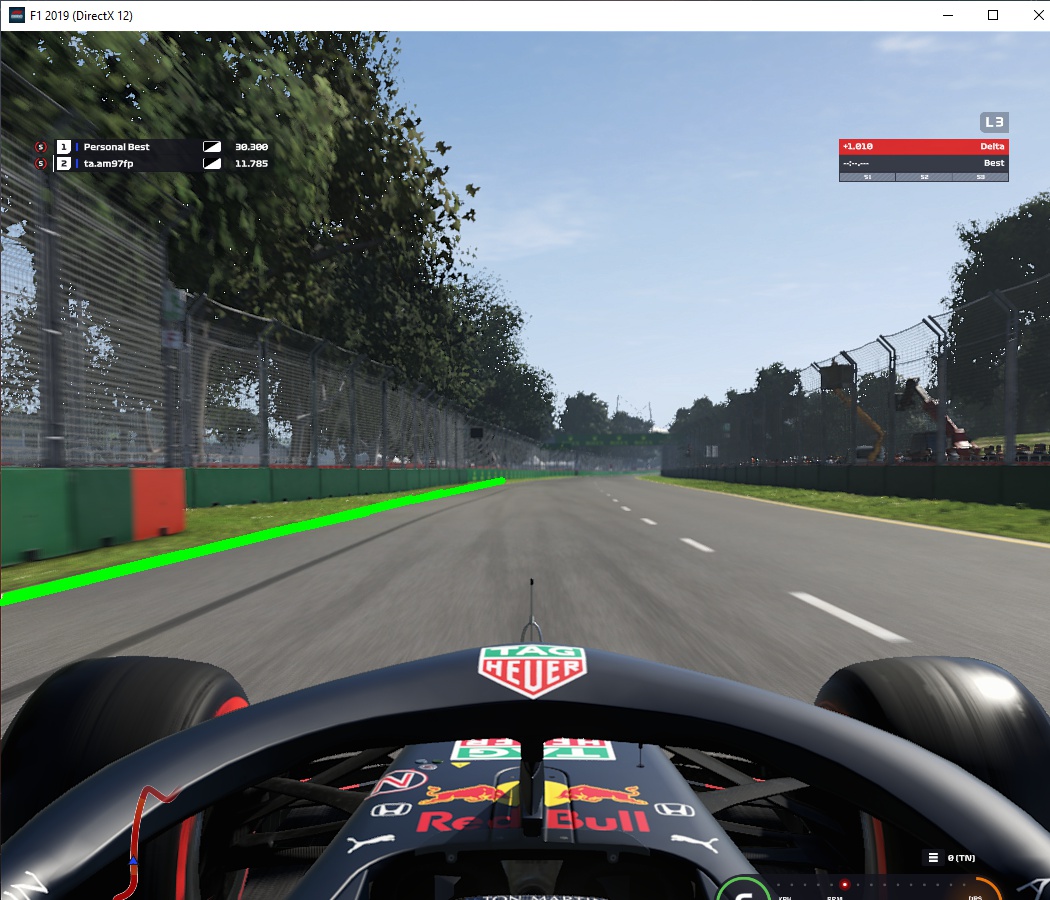 F1 2019 (DirectX 12)
L3
S 1 Personal Best 30.300
S 2 ta.am97fp 11.785
+1.010 Delta
--:--.--- Best
S1 S2 S3
TAG
HEUER
TAG
Red Bull
0 (TN)